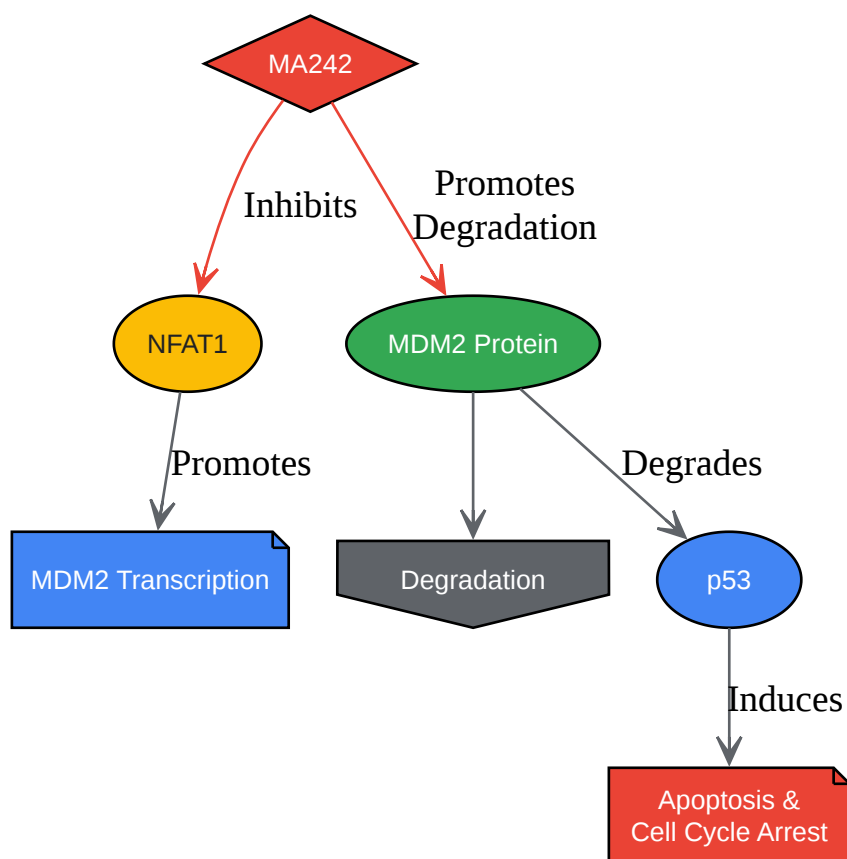 MA242
Inhibits
Promotes
Degradation
NFAT1
MDM2 Protein
Promotes
Degrades
MDM2 Transcription
Degradation
p53
Induces
Apoptosis &
Cell Cycle Arrest